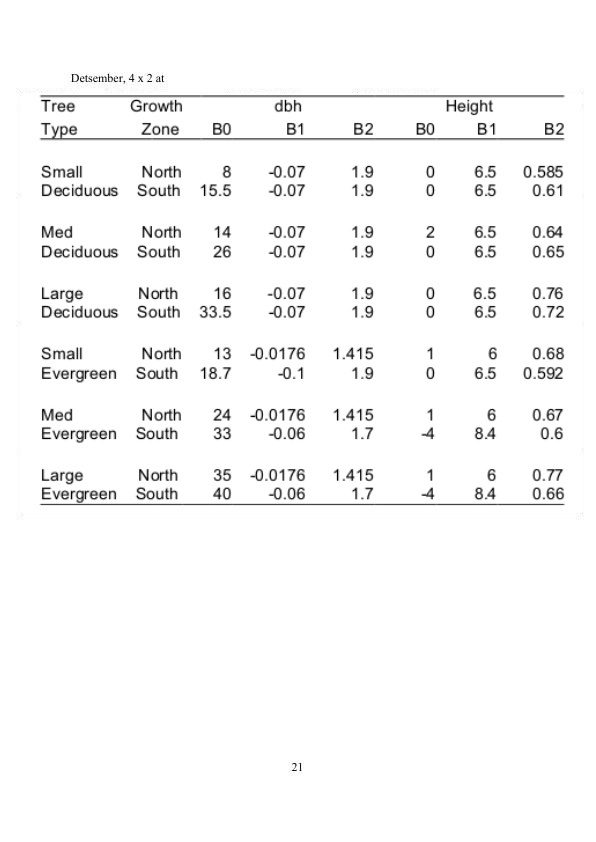 Detsember, 4 x 2 at
Tree Growth dbh Height
Type Zone B0 B1 B2 B0 B1 B2
Small North 8 -0.07 1.9 0 6.5 0.585
Deciduous South 15.5 -0.07 1.9 0 6.5 0.61
Med North 14 -0.07 1.9 2 6.5 0.64
Deciduous South 26 -0.07 1.9 0 6.5 0.65
Large North 16 -0.07 1.9 0 6.5 0.76
Deciduous South 33.5 -0.07 1.9 0 6.5 0.72
Small North 13 -0.0176 1.415 1 6 0.68
Evergreen South 18.7 -0.1 1.9 0 6.5 0.592
Med North 24 -0.0176 1.415 1 6 0.67
Evergreen South 33 -0.06 1.7 -4 8.4 0.6
Large North 35 -0.0176 1.415 1 6 0.77
Evergreen South 40 -0.06 1.7 -4 8.4 0.66
21